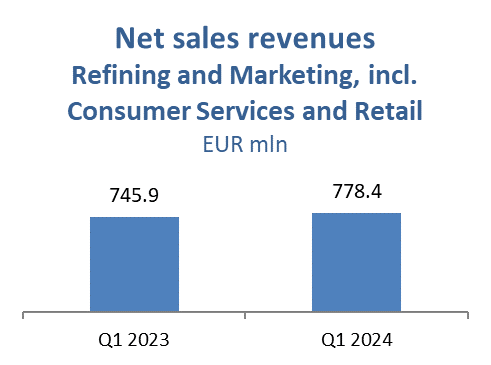 Net sales revenues
Refining and Marketing, incl.
Consumer Services and Retail
EUR mln
745.9
778.4
Q1 2023
Q1 2024